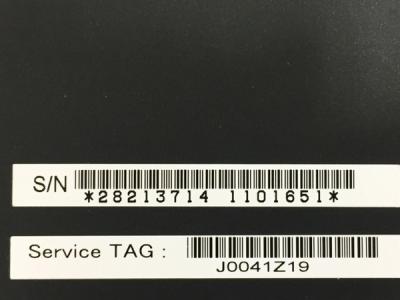 S/N
*28213714 1101651*
Service TAG :
J0041Z19